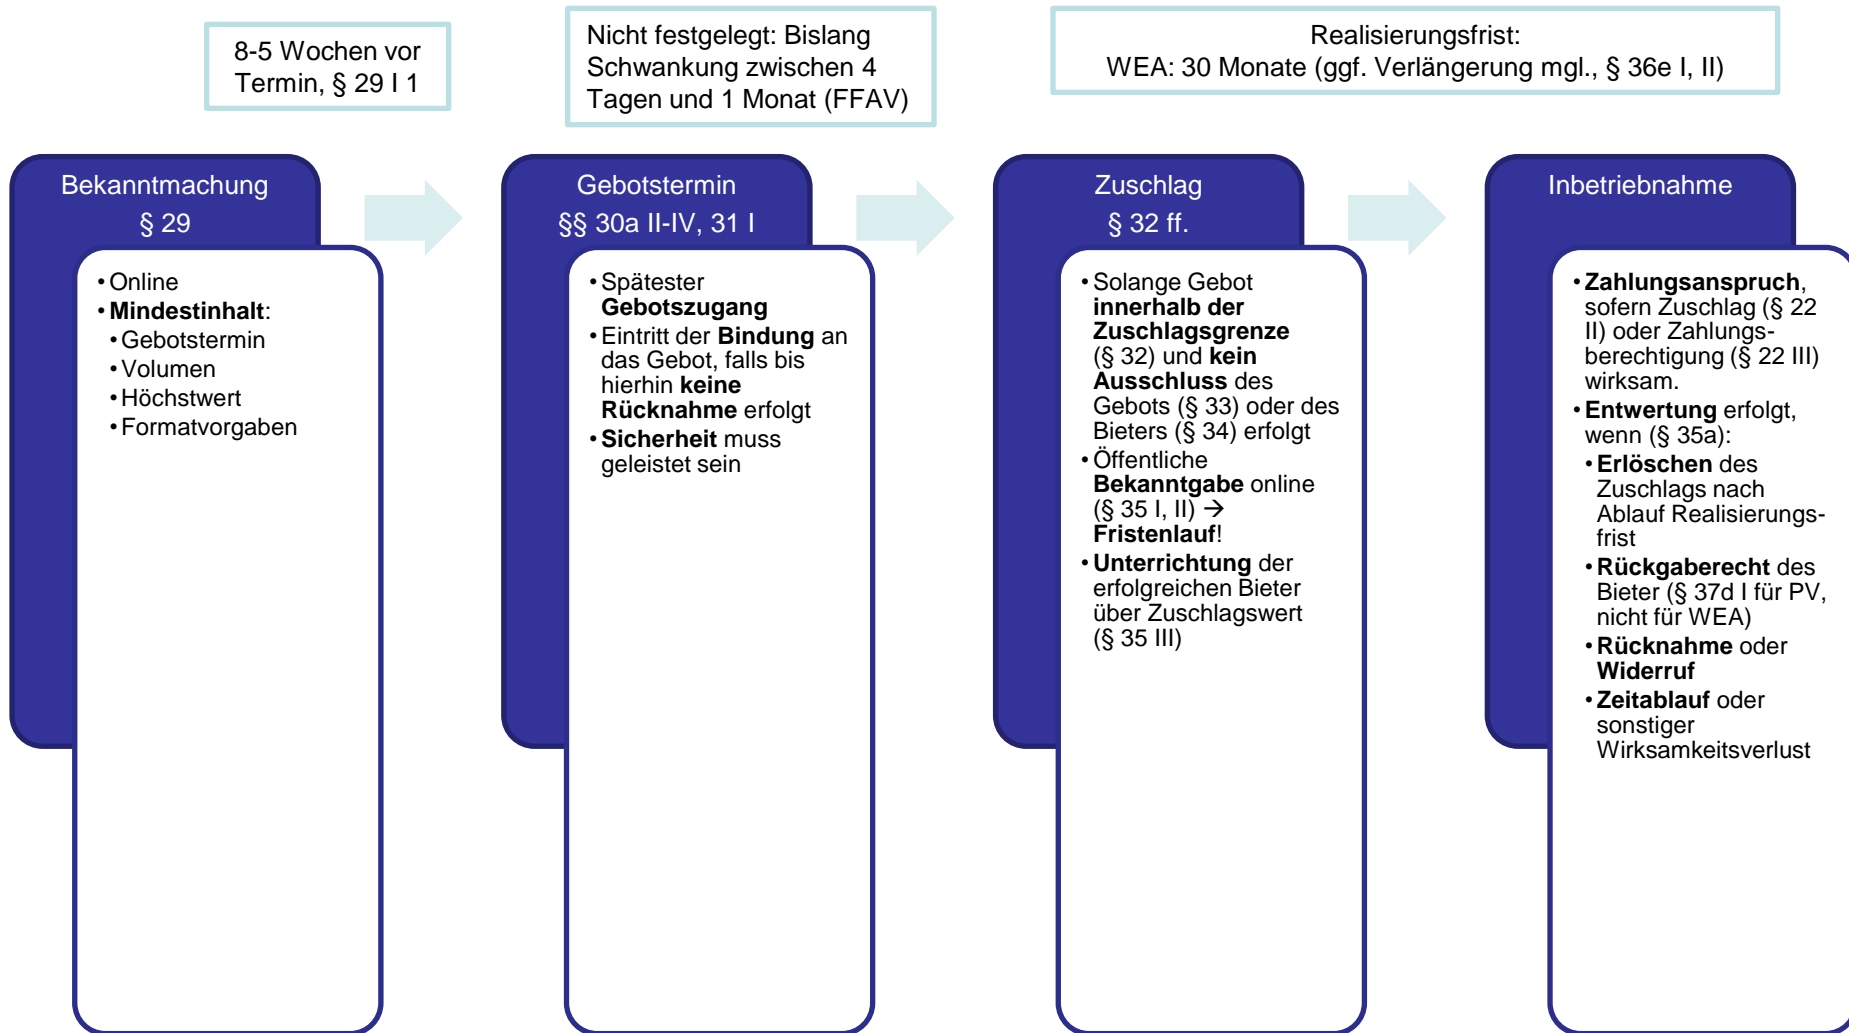 8-5 Wochen vor
Termin, § 29 I 1
Nicht festgelegt: Bislang
Schwankung zwischen 4
Tagen und 1 Monat (FFAV)
Realisierungsfrist:
WEA: 30 Monate (ggf. Verlängerung mgl., § 36e I, II)
Bekanntmachung
§ 29
• Online
• Mindestinhalt:
• Gebotstermin
• Volumen
• Höchstwert
• Formatvorgaben
Gebotstermin
§§ 30a II-IV, 31 I
• Spätester
Gebotszugang
• Eintritt der Bindung an
das Gebot, falls bis
hierhin keine
Rücknahme erfolgt
• Sicherheit muss
geleistet sein
Zuschlag
§ 32 ff.
• Solange Gebot
innerhalb der
Zuschlagsgrenze
(§ 32) und kein
Ausschluss des
Gebots (§ 33) oder des
Bieters (§ 34) erfolgt
• Öffentliche
Bekanntgabe online
(§ 35 I, II) →
Fristenlauf!
• Unterrichtung der
erfolgreichen Bieter
über Zuschlagswert
(§ 35 III)
Inbetriebnahme
• Zahlungsanspruch,
sofern Zuschlag (§ 22
II) oder Zahlungs-
berechtigung (§ 22 III)
wirksam.
• Entwertung erfolgt,
wenn (§ 35a):
• Erlöschen des
Zuschlags nach
Ablauf Realisierungs-
frist
• Rückgaberecht des
Bieter (§ 37d I für PV,
nicht für WEA)
• Rücknahme oder
Widerruf
• Zeitablauf oder
sonstiger
Wirksamkeitsverlust